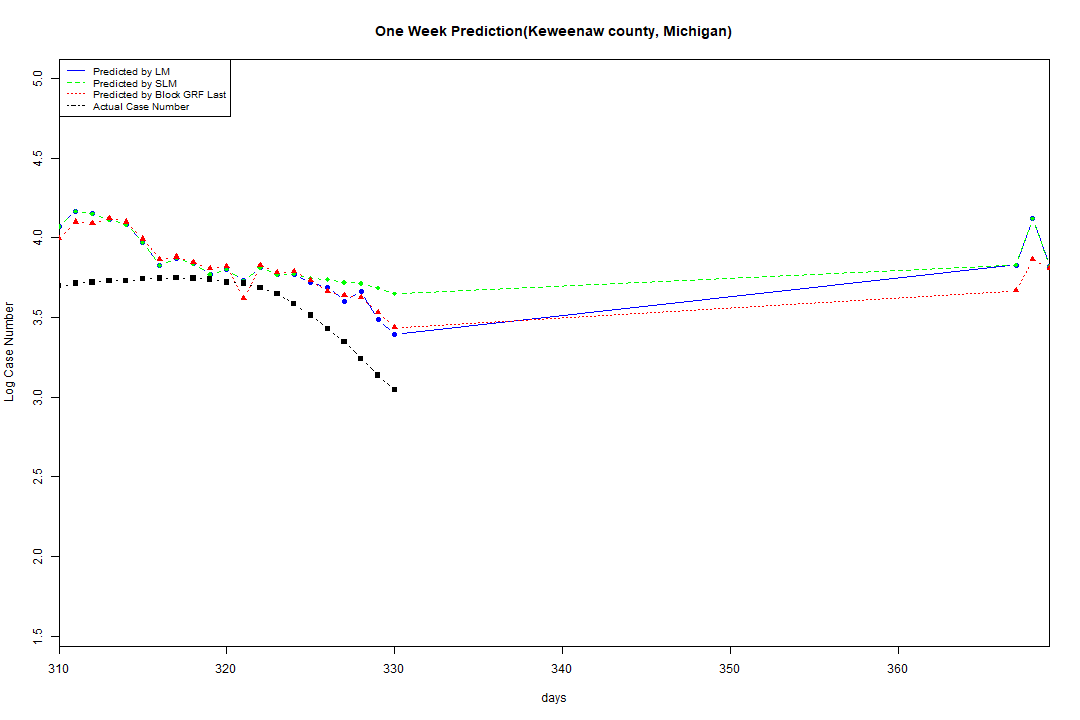 One Week Prediction(Keweenaw county, Michigan)
Predicted by LM
Predicted by SLM
Predicted by Block GRF Last
Actual Case Number
5.0
4.5
4.0
3.5
3.0
2.5
2.0
1.5
Log Case Number
310 320 330 340 350 360
days